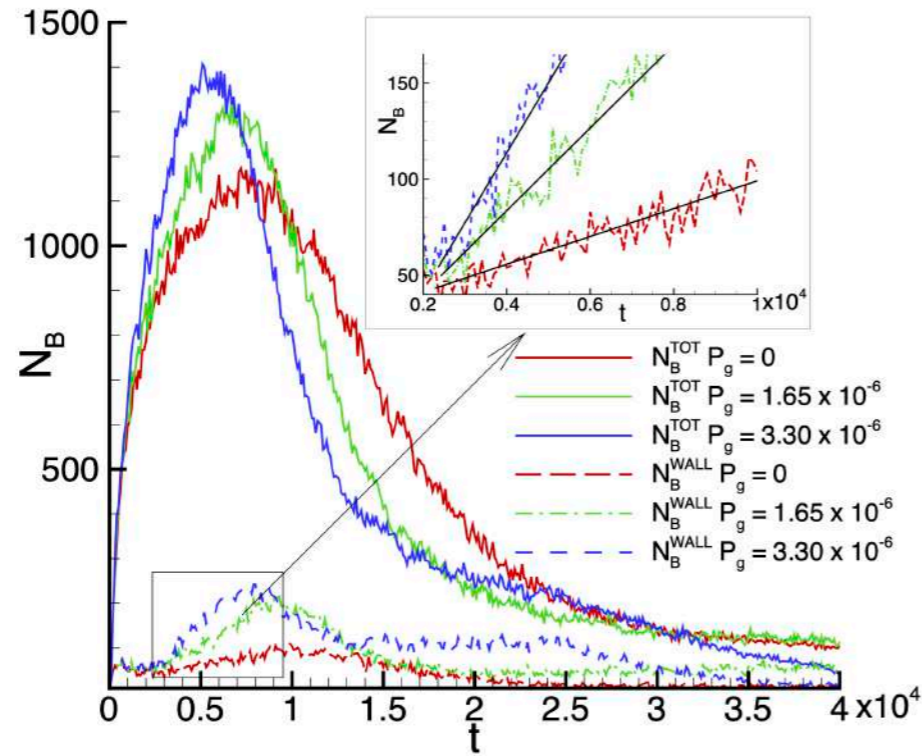 1500
1000
500
N_B
0
0.5
1
1.5
2
2.5
3
3.5
4 x10^4
t
150
100
50
N_B
0.2
0.4
0.6
0.8
1x10^4
t
N_B^TOT P_g = 0
N_B^TOT P_g = 1.65 x 10^-6
N_B^TOT P_g = 3.30 x 10^-6
N_B^WALL P_g = 0
N_B^WALL P_g = 1.65 x 10^-6
N_B^WALL P_g = 3.30 x 10^-6